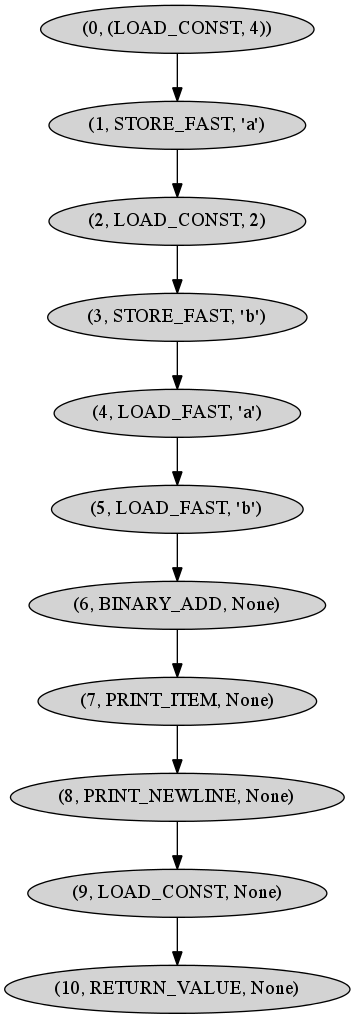 (0, (LOAD_CONST, 4))
(1, STORE_FAST, 'a')
(2, LOAD_CONST, 2)
(3, STORE_FAST, 'b')
(4, LOAD_FAST, 'a')
(5, LOAD_FAST, 'b')
(6, BINARY_ADD, None)
(7, PRINT_ITEM, None)
(8, PRINT_NEWLINE, None)
(9, LOAD_CONST, None)
(10, RETURN_VALUE, None)